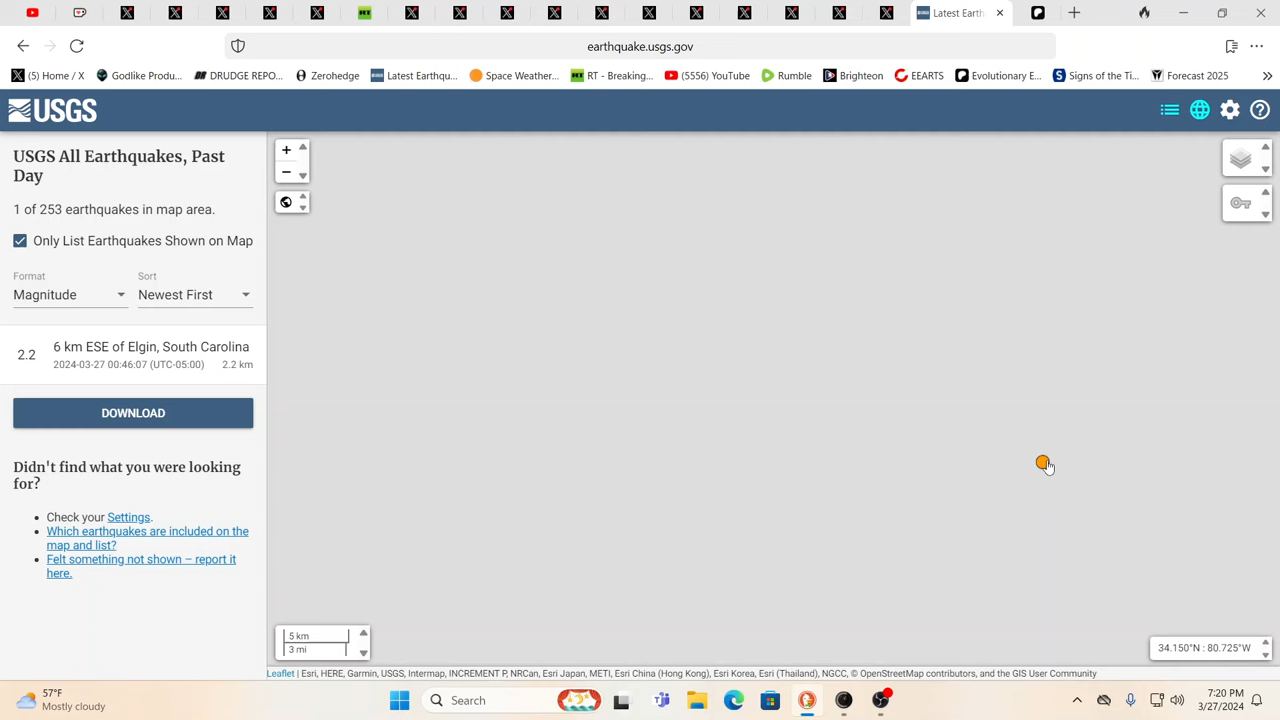 Latest Earth
earthquake.usgs.gov
(5) Home / X
Godlike Produ...
DRUDGE REPO...
Zerohedge
Latest Earthqu...
Space Weather...
RT - Breaking...
(5556) YouTube
Rumble
Brighteon
EEARTS
Evolutionary E...
Signs of the Ti...
Forecast 2025
USGS
USGS All Earthquakes, Past
Day
1 of 253 earthquakes in map area.
Only List Earthquakes Shown on Map
Format
Sort
Magnitude
Newest First
2.2
6 km ESE of Elgin, South Carolina
2024-03-27 00:46:07 (UTC-05:00)
2.2 km
DOWNLOAD
Didn't find what you were looking
for?
Check your Settings.
Which earthquakes are included on the
map and list?
Felt something not shown – report it
here.
+
−
5 km
3 mi
34.150°N : 80.725°W
Leaflet | Esri, HERE, Garmin, USGS, Intermap, INCREMENT P, NRCan, Esri Japan, METI, Esri China (Hong Kong), Esri Korea, Esri (Thailand), NGCC, © OpenStreetMap contributors, and the GIS User Community
57°F
Mostly cloudy
Search
7:20 PM
3/27/2024